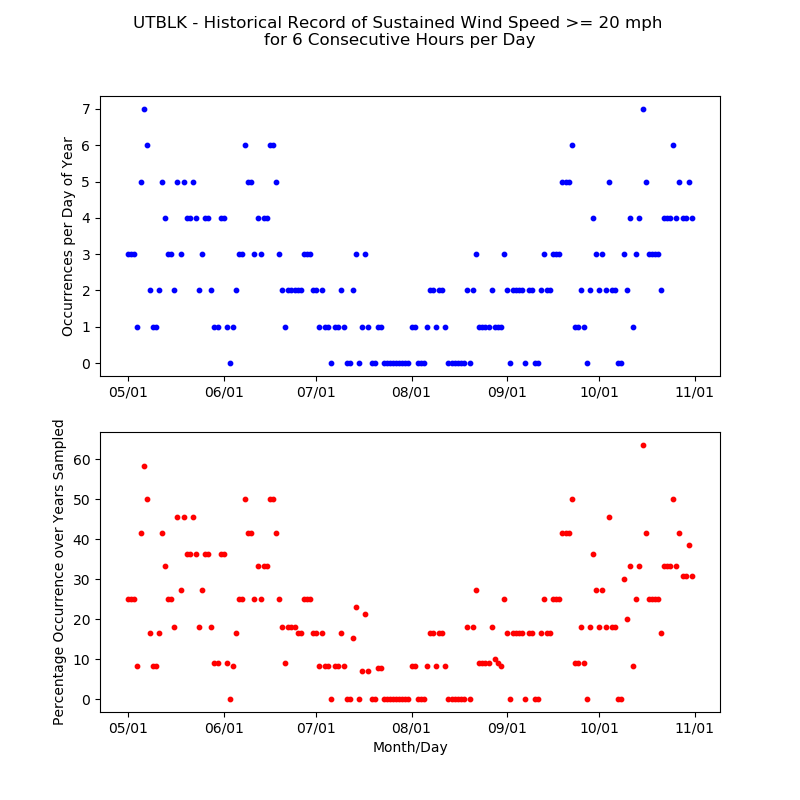 UTBLK - Historical Record of Sustained Wind Speed >= 20 mph
for 6 Consecutive Hours per Day
Occurrences per Day of Year
7
6
5
4
3
2
1
0
05/01 06/01 07/01 08/01 09/01 10/01 11/01
Percentage Occurrence over Years Sampled
60
50
40
30
20
10
0
05/01 06/01 07/01 08/01 09/01 10/01 11/01
Month/Day